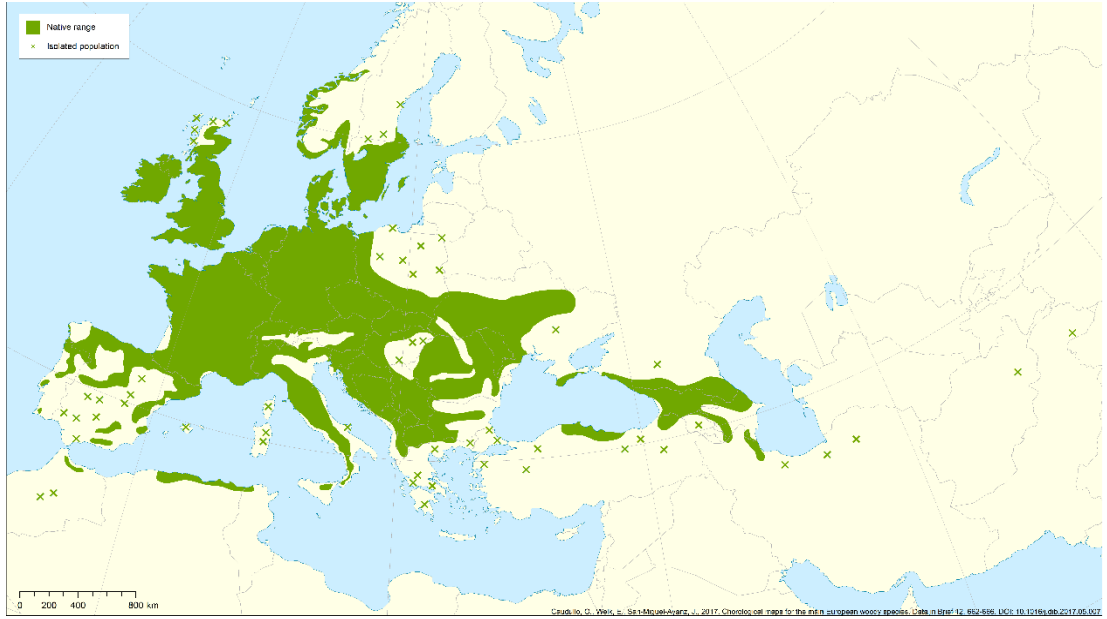 Native range
Isolated population
0 200 400 800 km
Caudullo, G., Welk, E., San-Miguel-Ayanz, J., 2017. Chorological maps for the main European woody species. Data in Brief 12, 662-666. DOI: 10.1016/j.dib.2017.05.007